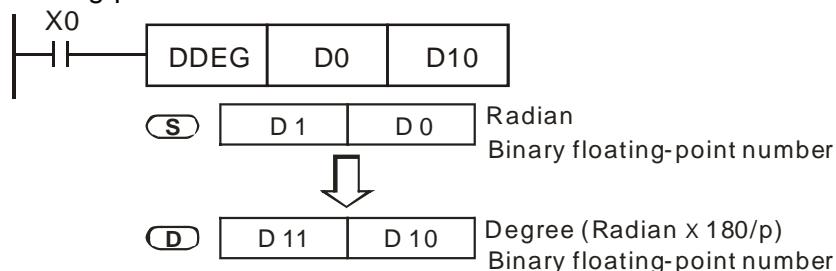 X0
DDEG D0 D10
S D 1 D 0 Radian
Binary floating-point number
D D 11 D 10 Degree (Radian x 180/p)
Binary floating-point number